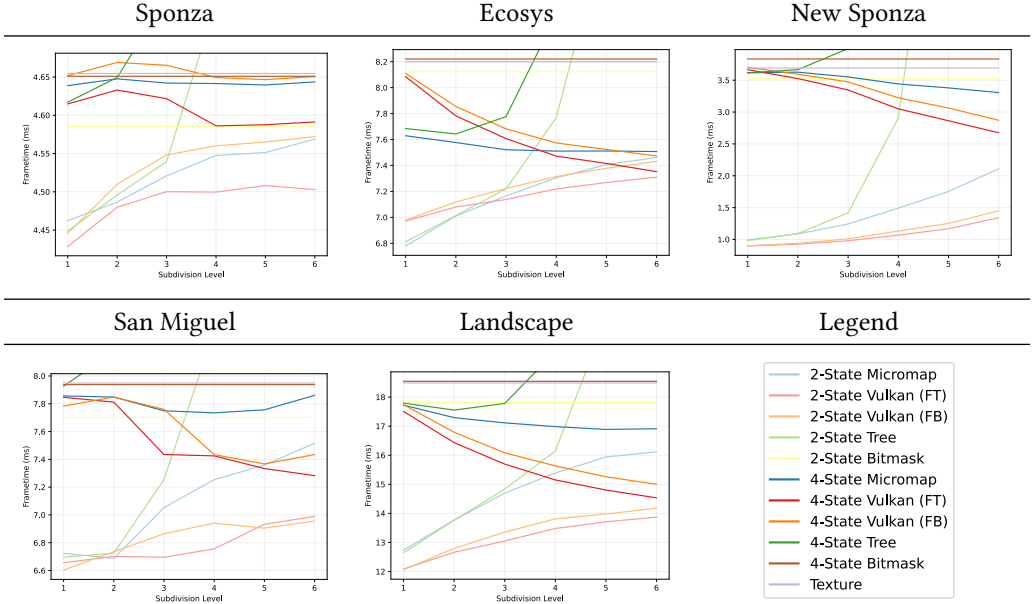 Sponza
Ecosys
New Sponza
4.65
4.60
4.55
4.50
4.45
Frametime (ms)
1 2 3 4 5 6
Subdivision Level
8.2
8.0
7.8
7.6
7.4
7.2
7.0
6.8
Frametime (ms)
1 2 3 4 5 6
Subdivision Level
3.5
3.0
2.5
2.0
1.5
1.0
Frametime (ms)
1 2 3 4 5 6
Subdivision Level
San Miguel
Landscape
Legend
8.0
7.8
7.6
7.4
7.2
7.0
6.8
6.6
Frametime (ms)
1 2 3 4 5 6
Subdivision Level
18
17
16
15
14
13
12
Frametime (ms)
1 2 3 4 5 6
Subdivision Level
2-State Micromap
2-State Vulkan (FT)
2-State Vulkan (FB)
2-State Tree
2-State Bitmask
4-State Micromap
4-State Vulkan (FT)
4-State Vulkan (FB)
4-State Tree
4-State Bitmask
Texture